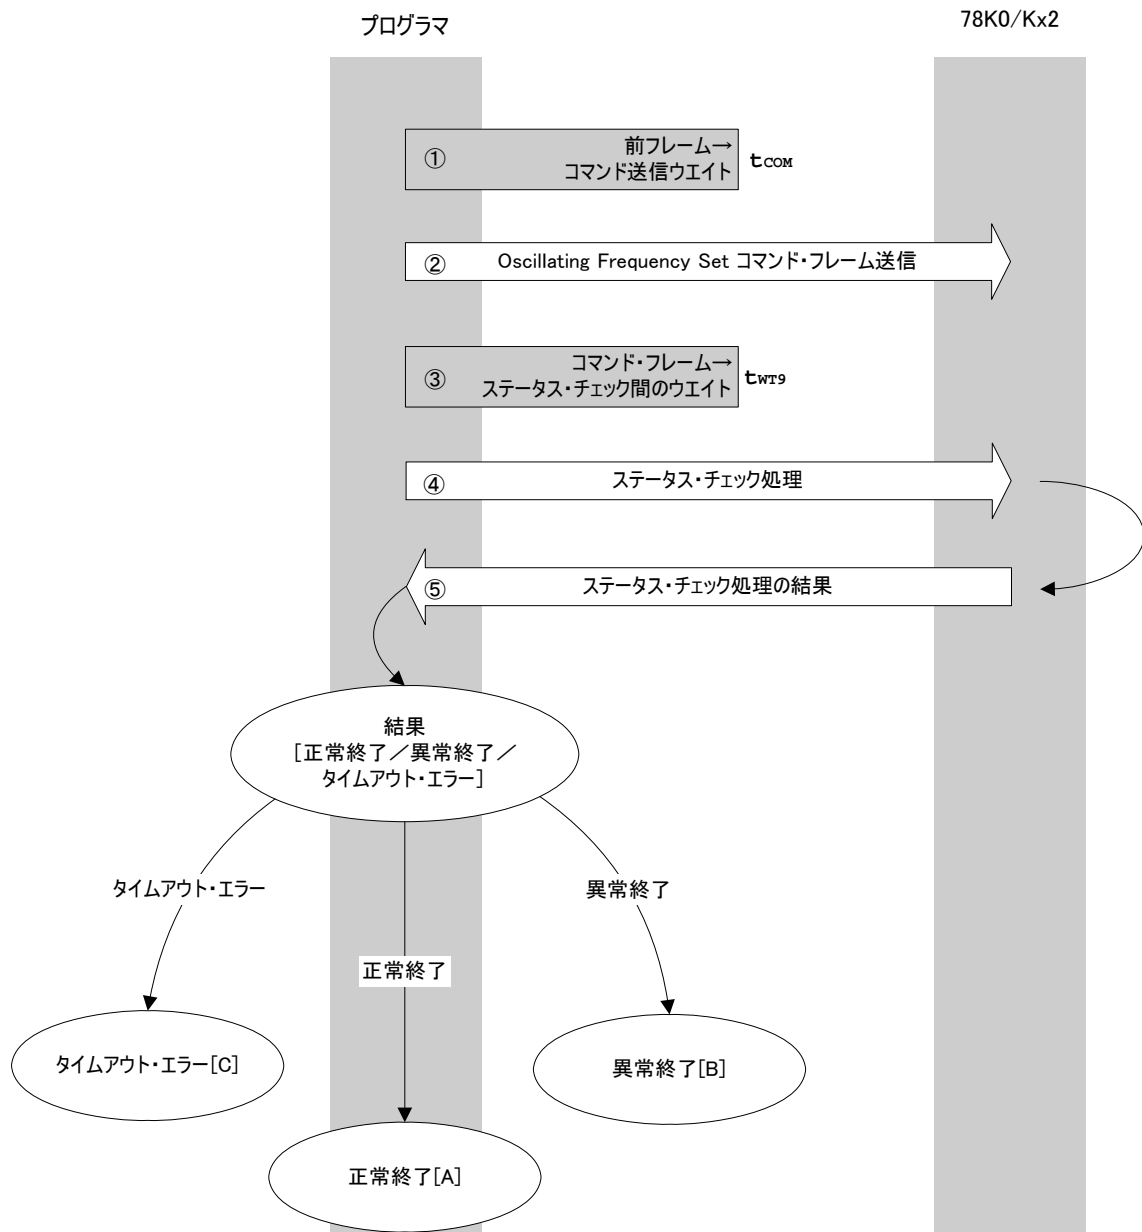 プログラマ
78K0/Kx2
① 前フレーム→
コマンド送信ウエイト
tCOM
② Oscillating Frequency Set コマンド・フレーム送信
③ コマンド・フレーム→
ステータス・チェック間のウエイト
tWT9
④ ステータス・チェック処理
⑤ ステータス・チェック処理の結果
結果
[正常終了／異常終了／
タイムアウト・エラー]
タイムアウト・エラー
異常終了
正常終了
タイムアウト・エラー[C]
異常終了[B]
正常終了[A]